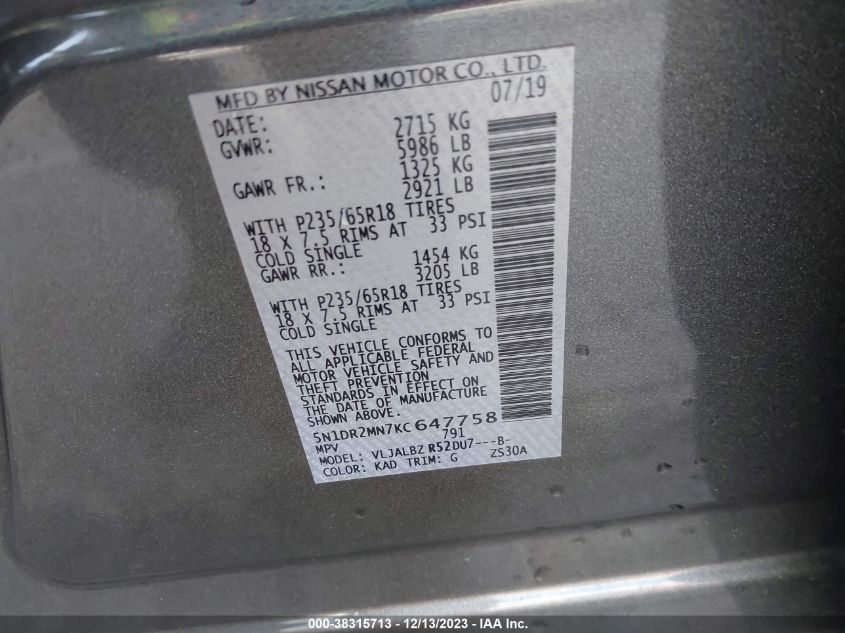 MFD BY NISSAN MOTOR CO., LTD.
DATE: 07/19
GVWR: 2715 KG
5986 LB
GAWR FR.: 1325 KG
2921 LB
WITH P235/65R18 TIRES
18 X 7.5 RIMS AT 33 PSI
COLD SINGLE
GAWR RR.: 1454 KG
3205 LB
WITH P235/65R18 TIRES
18 X 7.5 RIMS AT 33 PSI
COLD SINGLE
THIS VEHICLE CONFORMS TO
ALL APPLICABLE FEDERAL
MOTOR VEHICLE SAFETY AND
THEFT PREVENTION
STANDARDS IN EFFECT ON
THE DATE OF MANUFACTURE
SHOWN ABOVE.
5N1DR2MN7KC647758
MPV 791
MODEL: VLJALBZ R52DU7---B-
COLOR: KAD TRIM: G ZS30A
000-38315713 - 12/13/2023 - IAA Inc.